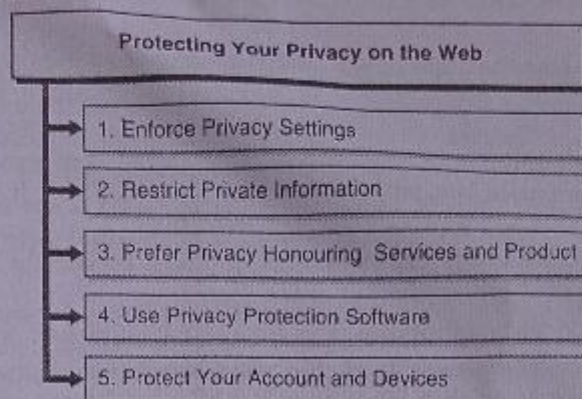 Protecting Your Privacy on the Web
1. Enforce Privacy Settings
2. Restrict Private Information
3. Prefer Privacy Honouring Services and Product
4. Use Privacy Protection Software
5. Protect Your Account and Devices